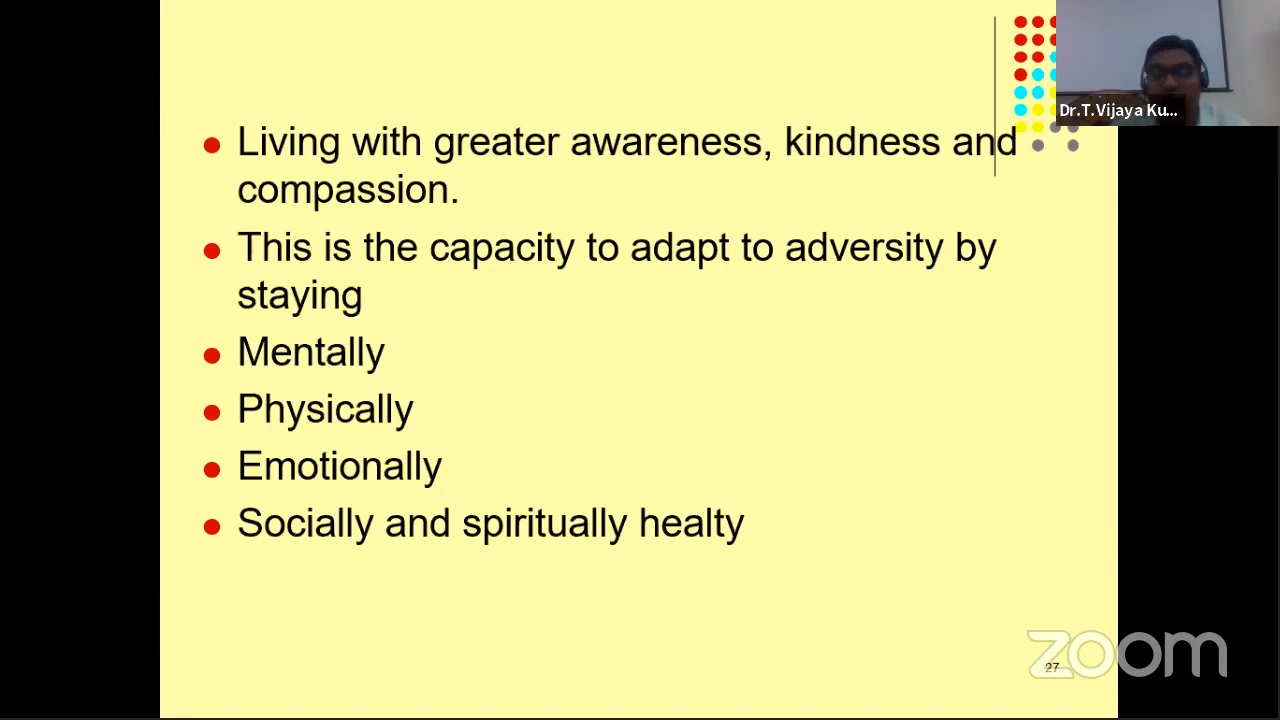 Dr.T.Vijaya Ku...
● Living with greater awareness, kindness and
compassion.
● This is the capacity to adapt to adversity by
staying
● Mentally
● Physically
● Emotionally
● Socially and spiritually healty
zoom
27